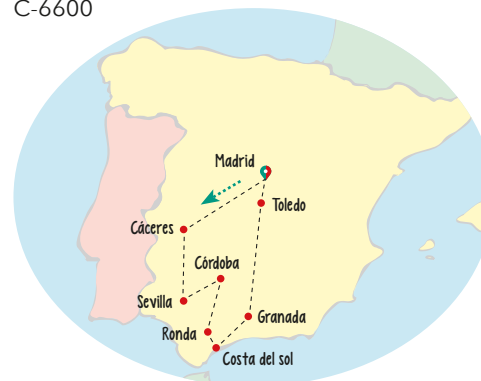 C-6600
Madrid
Toledo
Cáceres
Córdoba
Sevilla
Granada
Ronda
Costa del sol